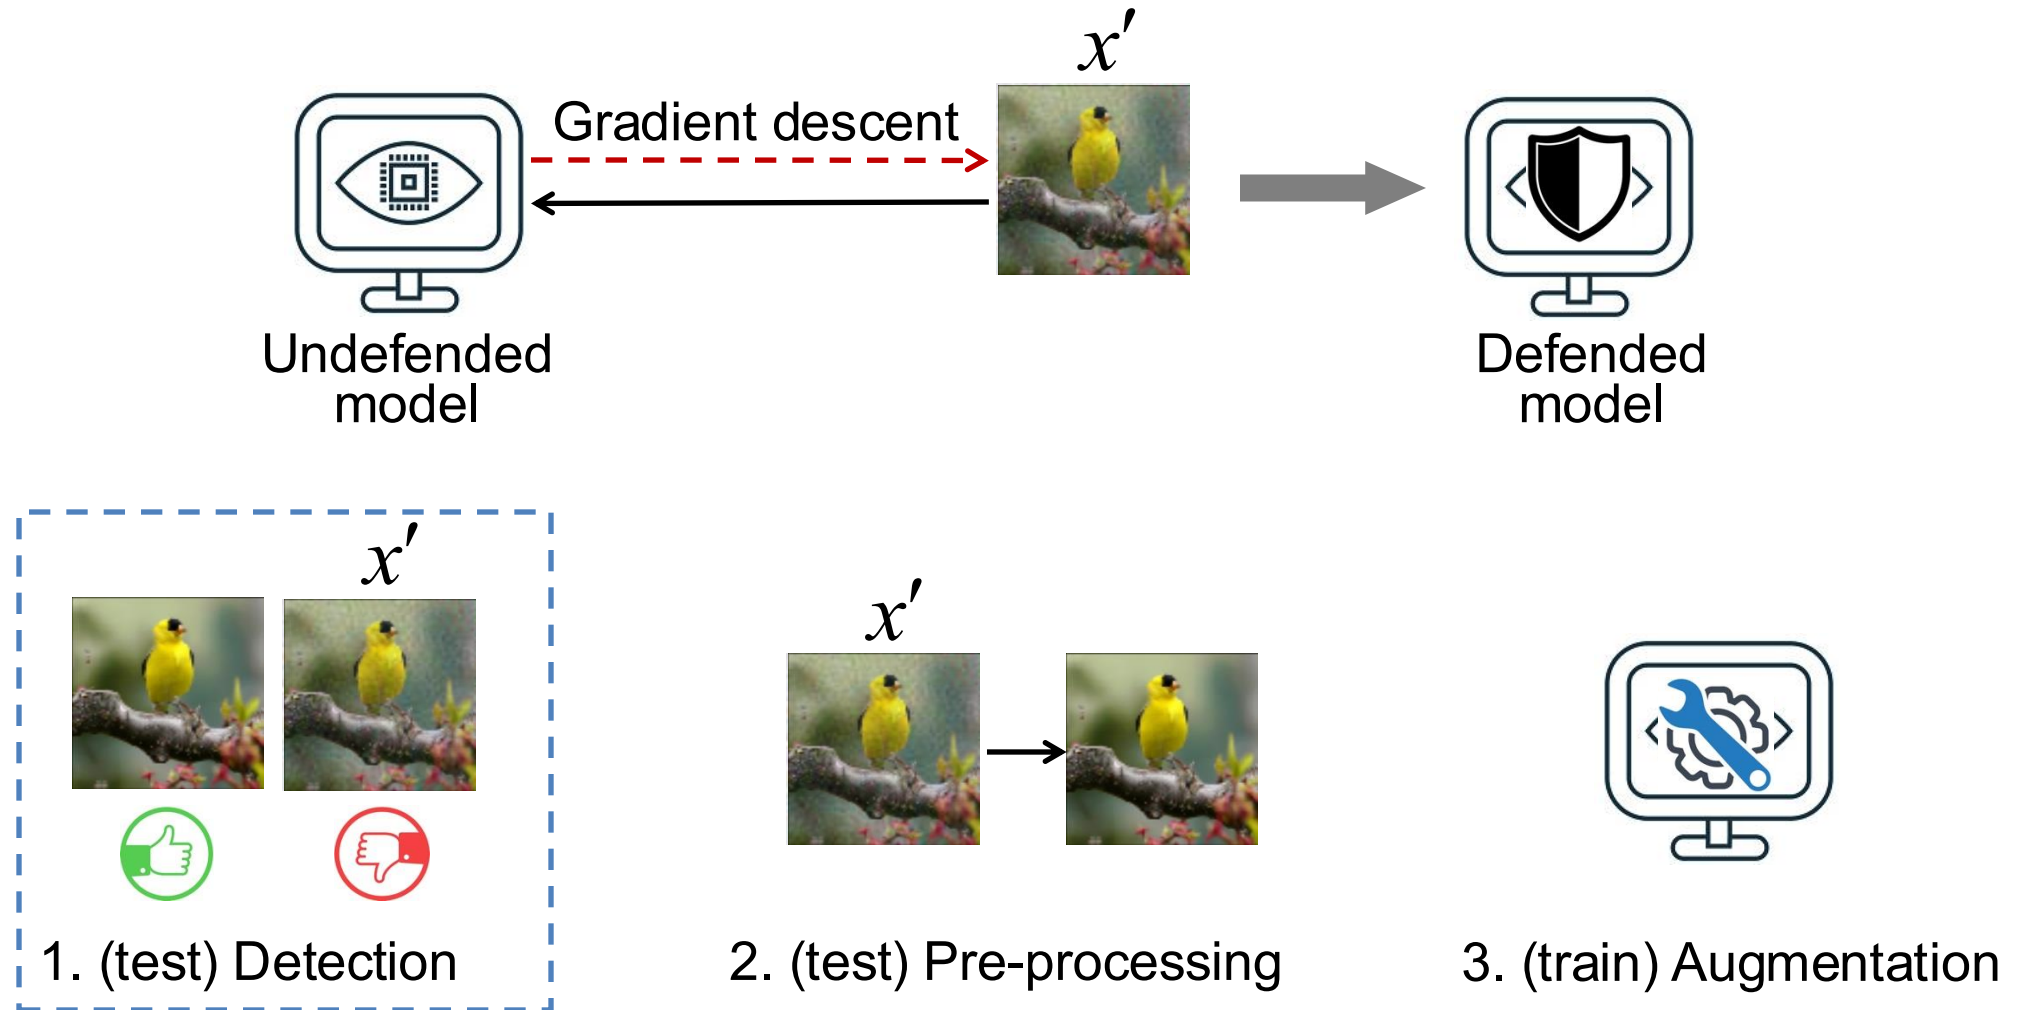 x′
Gradient descent
Undefended
model
Defended
model
x′
x′
1. (test) Detection
2. (test) Pre-processing
3. (train) Augmentation